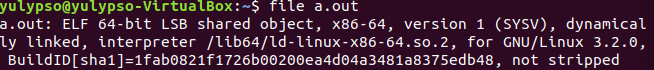 yulypso@yulypso-VirtualBox:~$ file a.out
a.out: ELF 64-bit LSB shared object, x86-64, version 1 (SYSV), dynamical
ly linked, interpreter /lib64/ld-linux-x86-64.so.2, for GNU/Linux 3.2.0,
 BuildID[sha1]=1fab0821f1726b00200ea4d04a3481a8375edb48, not stripped